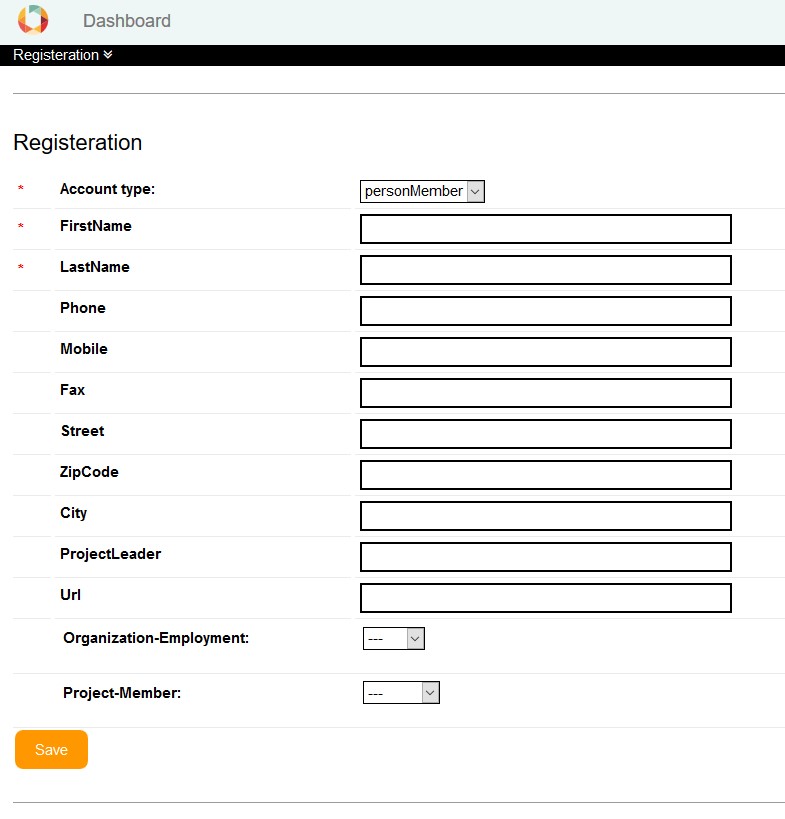 Dashboard
Registeration
Registeration
* Account type: personMember
* FirstName
* LastName
Phone
Mobile
Fax
Street
ZipCode
City
ProjectLeader
Url
Organization-Employment: ---
Project-Member: ---
Save